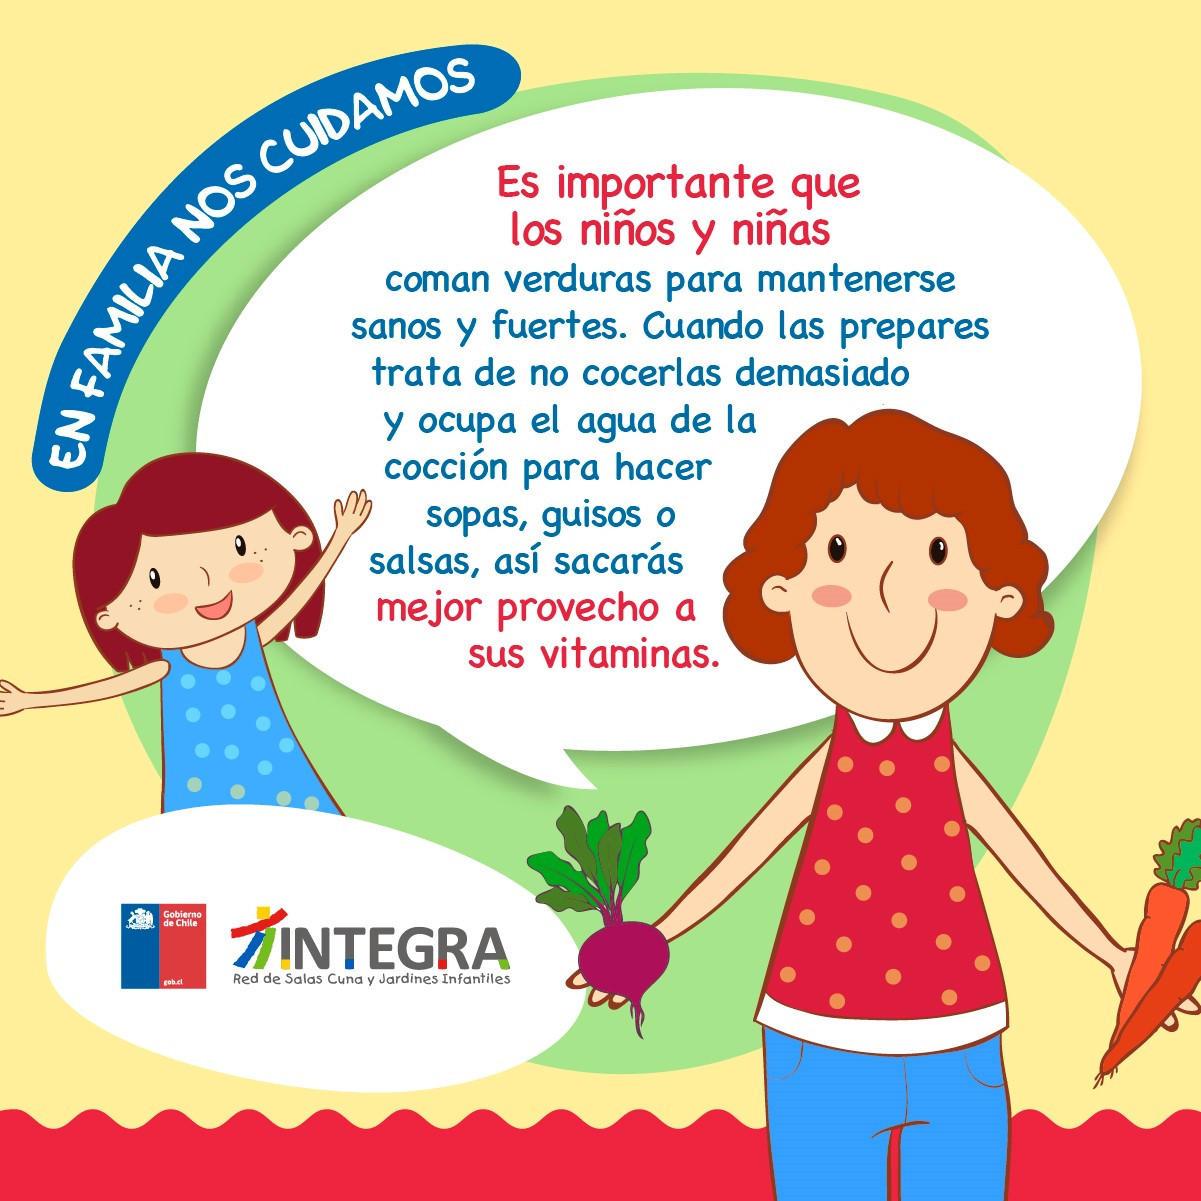 EN FAMILIA NOS CUIDAMOS
Es importante que
los niños y niñas
coman verduras para mantenerse
sanos y fuertes. Cuando las prepares
trata de no cocerlas demasiado
y ocupa el agua de la
cocción para hacer
sopas, guisos o
salsas, así sacarás
mejor provecho a
sus vitaminas.
Gobierno
de Chile
gob.cl
INTEGRA
Red de Salas Cuna y Jardines Infantiles